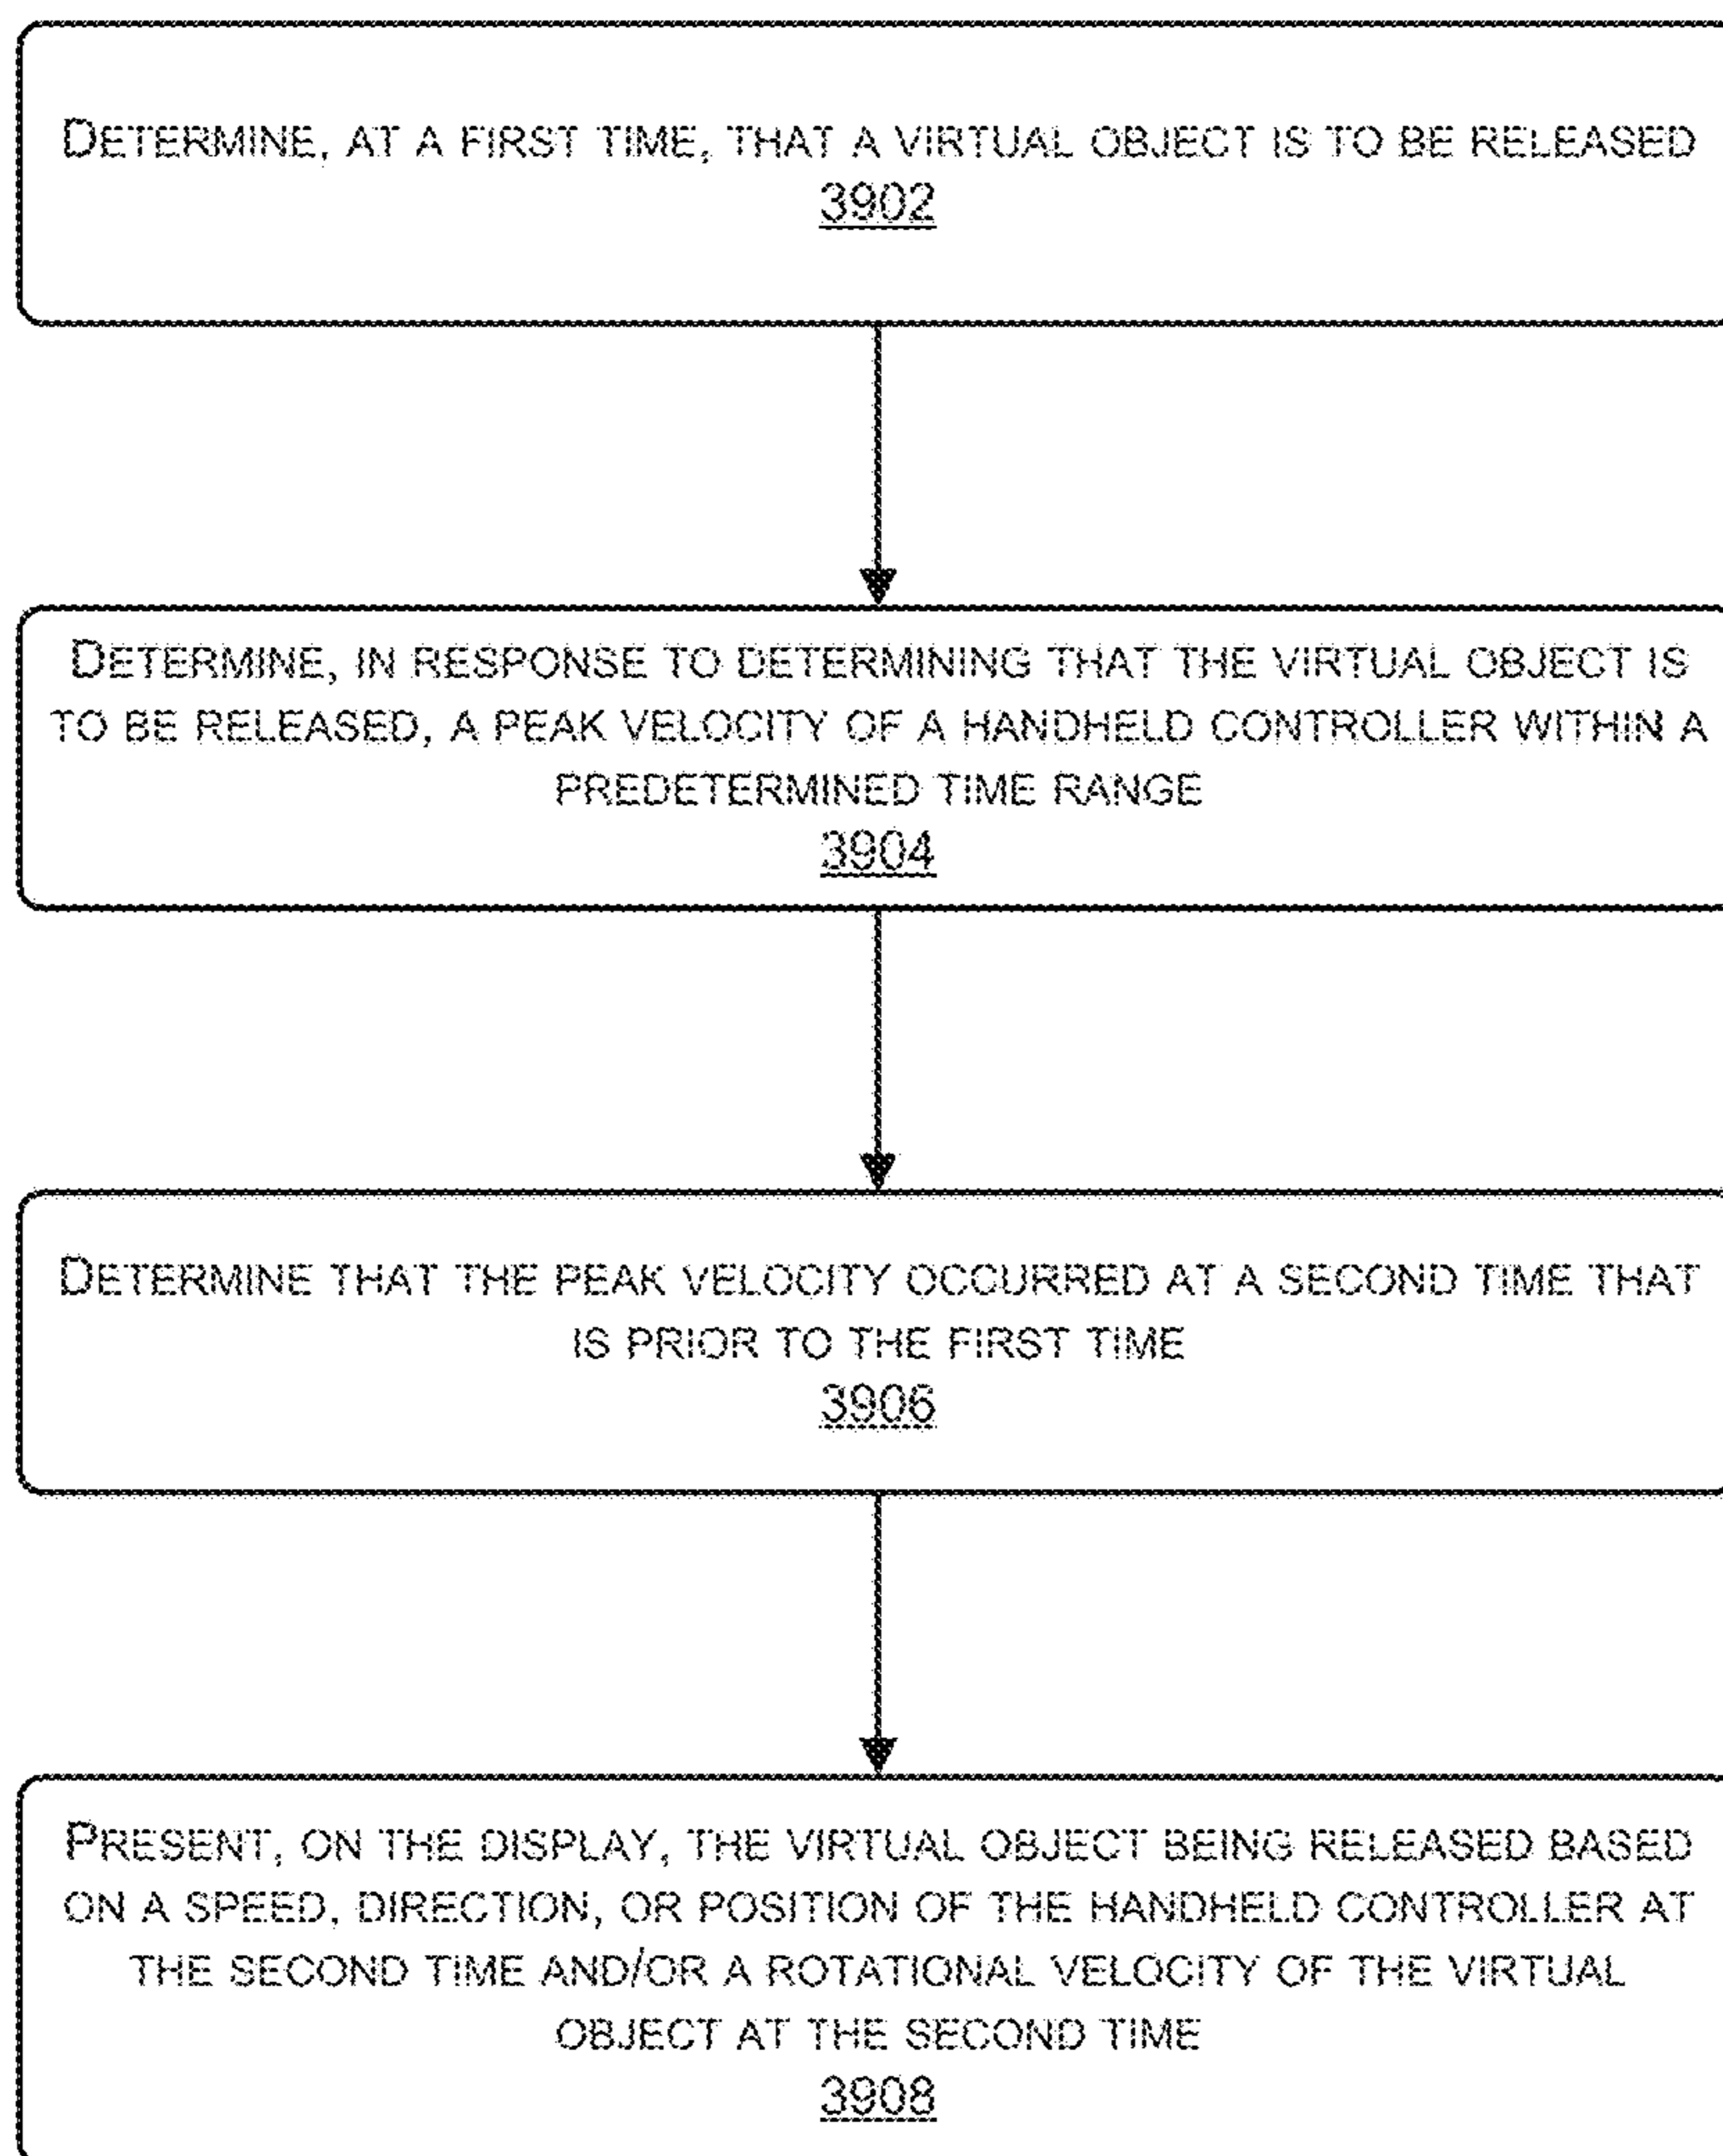 DETERMINE, AT A FIRST TIME, THAT A VIRTUAL OBJECT IS TO BE RELEASED
3902
DETERMINE, IN RESPONSE TO DETERMINING THAT THE VIRTUAL OBJECT IS
TO BE RELEASED, A PEAK VELOCITY OF A HANDHELD CONTROLLER WITHIN A
PREDETERMINED TIME RANGE
3904
DETERMINE THAT THE PEAK VELOCITY OCCURRED AT A SECOND TIME THAT
IS PRIOR TO THE FIRST TIME
3906
PRESENT, ON THE DISPLAY, THE VIRTUAL OBJECT BEING RELEASED BASED
ON A SPEED, DIRECTION, OR POSITION OF THE HANDHELD CONTROLLER AT
THE SECOND TIME AND/OR A ROTATIONAL VELOCITY OF THE VIRTUAL
OBJECT AT THE SECOND TIME
3908